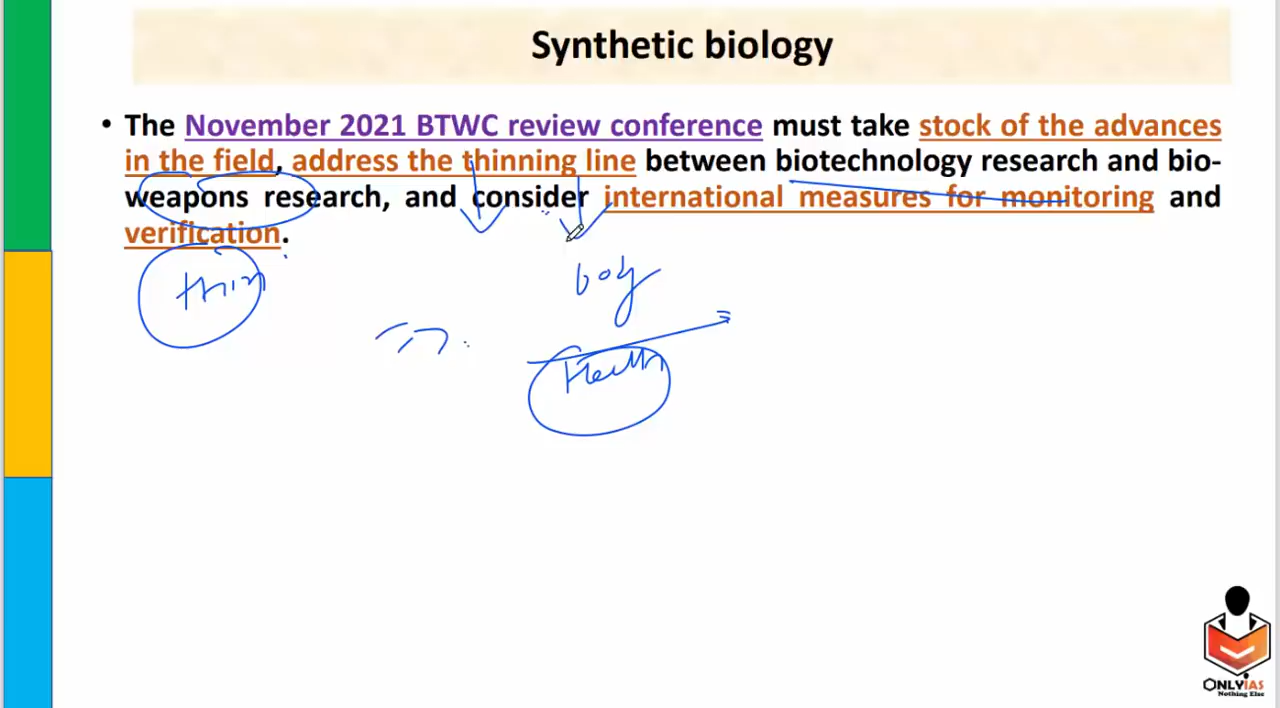 Synthetic biology
• The November 2021 BTWC review conference must take stock of the advances
in the field, address the thinning line between biotechnology research and bio-
weapons research, and consider international measures for monitoring and
verification.
thin
body
Health
ONLYIAS
Nothing Else